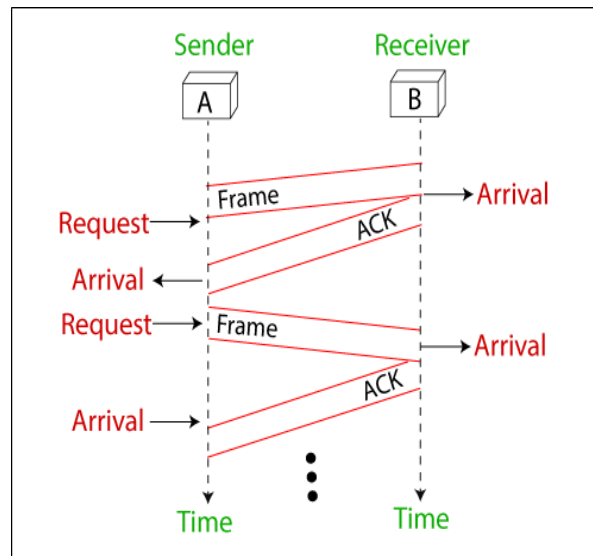 Sender
Receiver
A
B
Frame
Arrival
Request
ACK
Arrival
Request
Frame
Arrival
ACK
Arrival
Time
Time